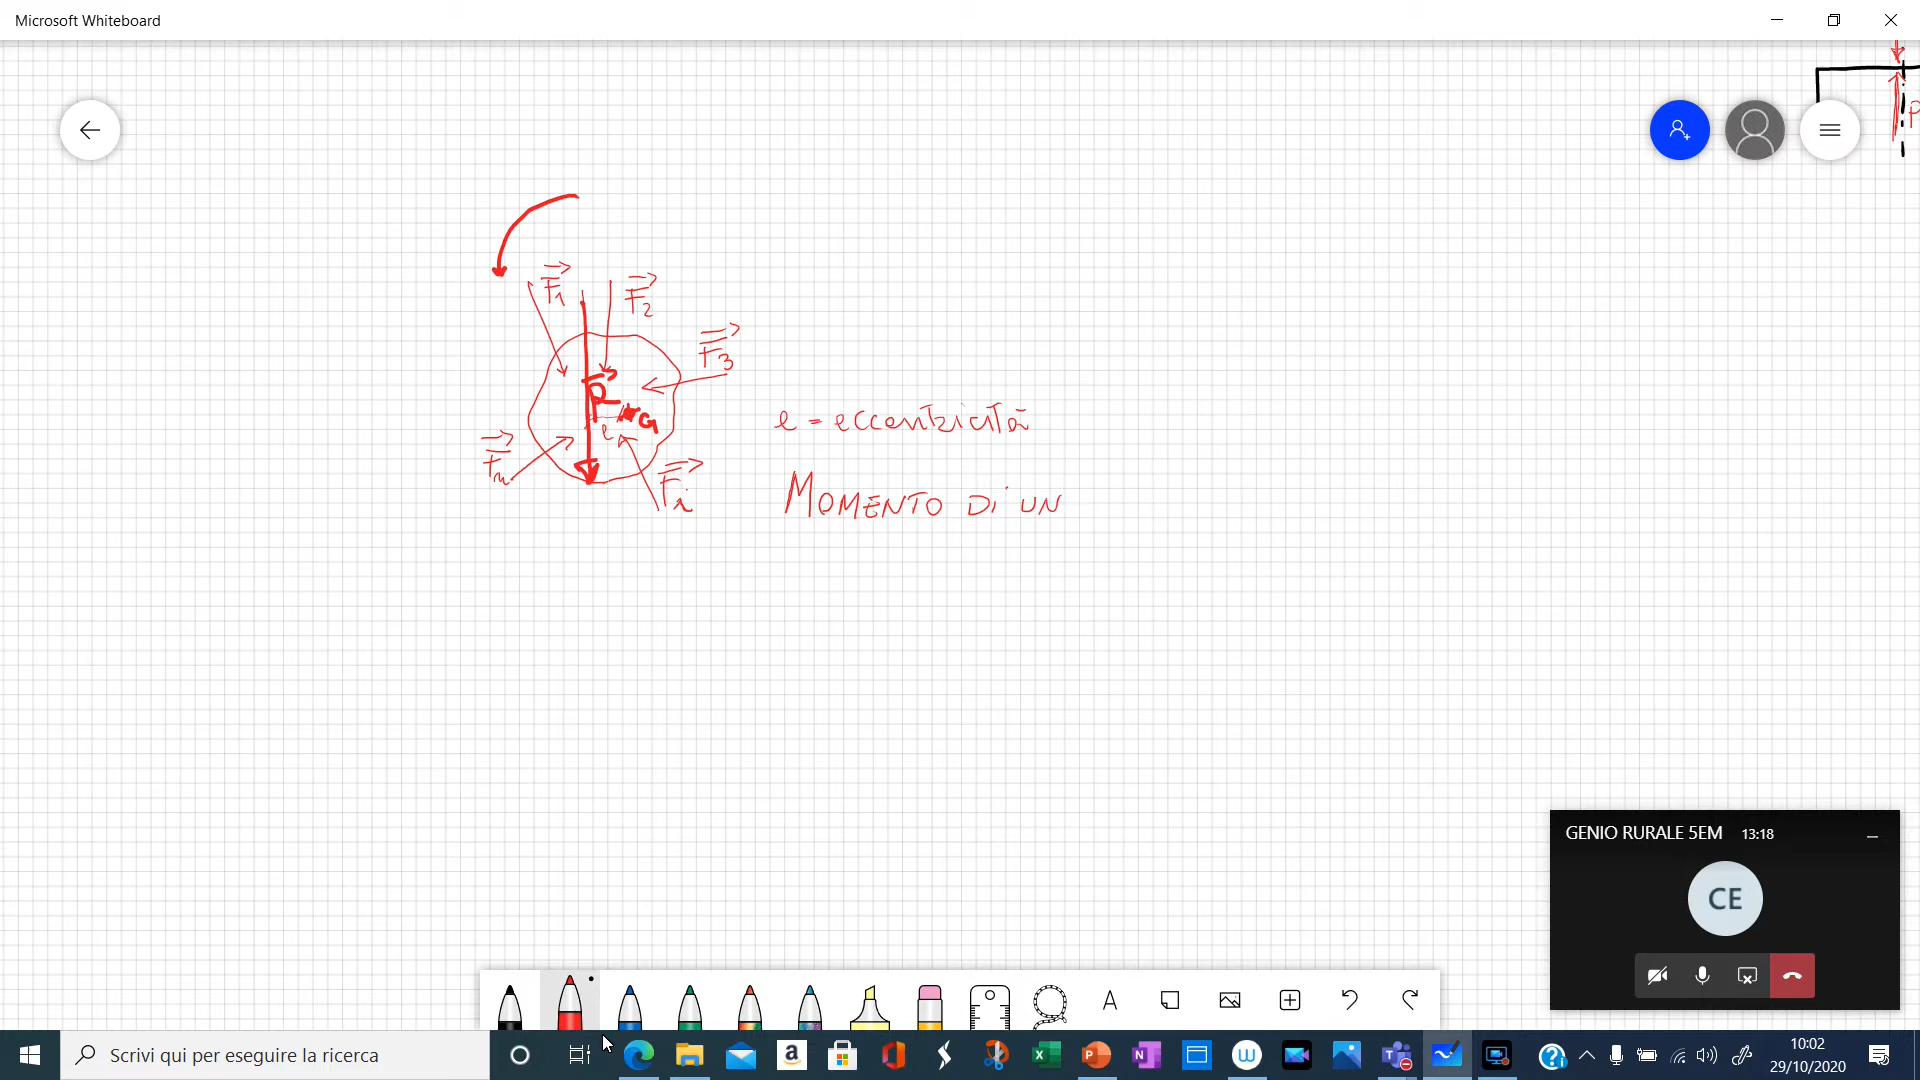 Microsoft Whiteboard
P
F1
F2
F3
R
G
e
Fn
Fi
e = eccentricità
MOMENTO DI UN
GENIO RURALE 5EM 13:18
CE
A
Scrivi qui per eseguire la ricerca
10:02
29/10/2020